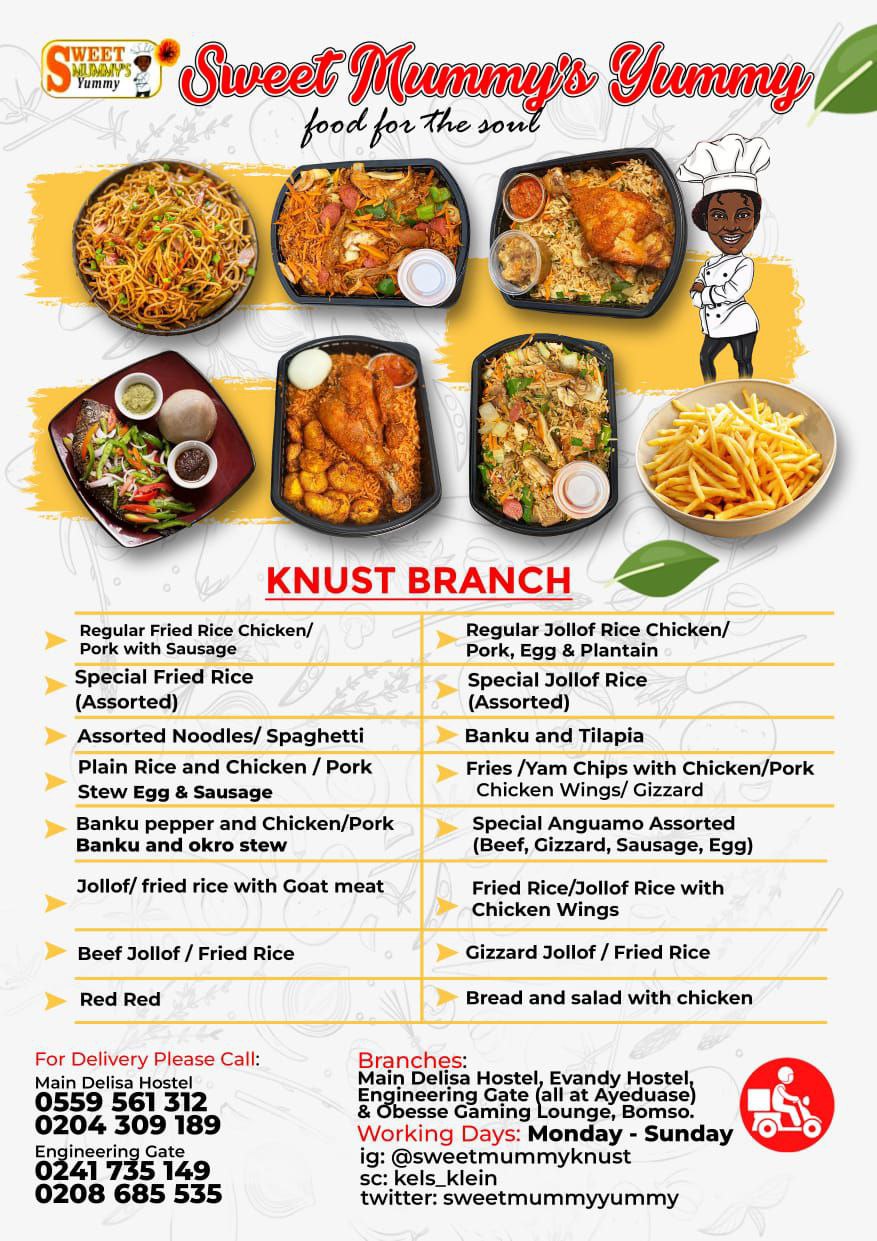 SWEET
MUMMY'S
Yummy
Sweet Mummy's Yummy
food for the soul
KNUST BRANCH
Regular Fried Rice Chicken/
Pork with Sausage
Regular Jollof Rice Chicken/
Pork, Egg & Plantain
Special Fried Rice
(Assorted)
Special Jollof Rice
(Assorted)
Assorted Noodles/ Spaghetti
Banku and Tilapia
Plain Rice and Chicken / Pork
Stew Egg & Sausage
Fries /Yam Chips with Chicken/Pork
Chicken Wings/ Gizzard
Banku pepper and Chicken/Pork
Banku and okro stew
Special Anguamo Assorted
(Beef, Gizzard, Sausage, Egg)
Jollof/ fried rice with Goat meat
Fried Rice/Jollof Rice with
Chicken Wings
Beef Jollof / Fried Rice
Gizzard Jollof / Fried Rice
Red Red
Bread and salad with chicken
For Delivery Please Call:
Main Delisa Hostel
0559 561 312
0204 309 189
Engineering Gate
0241 735 149
0208 685 535
Branches:
Main Delisa Hostel, Evandy Hostel,
Engineering Gate (all at Ayeduase)
& Obesse Gaming Lounge, Bomso.
Working Days: Monday - Sunday
ig: @sweetmummyknust
sc: kels_klein
twitter: sweetmummyyummy